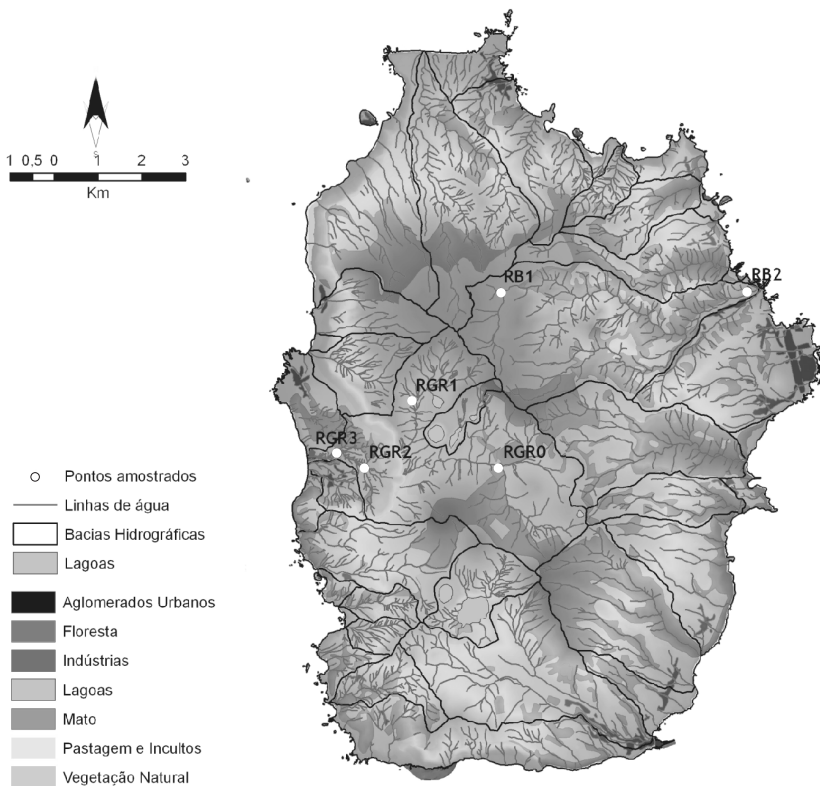 1 0,5 0 1 2 3
Km
RB1
RB2
RGR1
RGR3
RGR2
RGR0
Pontos amostrados
Linhas de água
Bacias Hidrográficas
Lagoas
Aglomerados Urbanos
Floresta
Indústrias
Lagoas
Mato
Pastagem e Incultos
Vegetação Natural